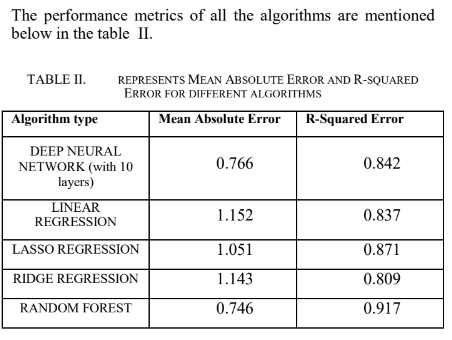 The performance metrics of all the algorithms are mentioned
below in the table II.
TABLE II. REPRESENTS MEAN ABSOLUTE ERROR AND R-SQUARED
ERROR FOR DIFFERENT ALGORITHMS
Algorithm type Mean Absolute Error R-Squared Error
DEEP NEURAL
NETWORK (with 10
layers) 0.766 0.842
LINEAR
REGRESSION 1.152 0.837
LASSO REGRESSION 1.051 0.871
RIDGE REGRESSION 1.143 0.809
RANDOM FOREST 0.746 0.917